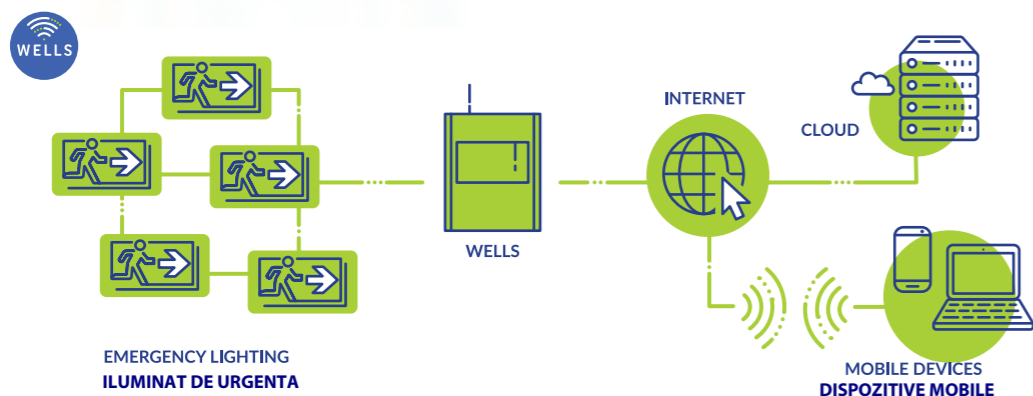 WELLS
INTERNET
CLOUD
WELLS
EMERGENCY LIGHTING
ILUMINAT DE URGENTA
MOBILE DEVICES
DISPOZITIVE MOBILE